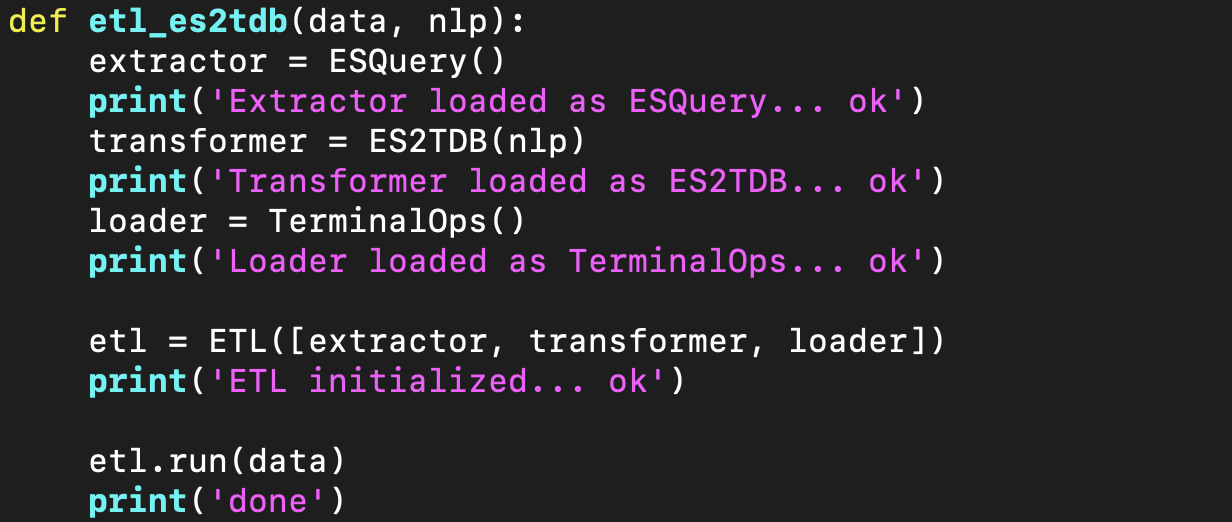 def etl_es2tdb(data, nlp):
    extractor = ESQuery()
    print('Extractor loaded as ESQuery... ok')
    transformer = ES2TDB(nlp)
    print('Transformer loaded as ES2TDB... ok')
    loader = TerminalOps()
    print('Loader loaded as TerminalOps... ok')

    etl = ETL([extractor, transformer, loader])
    print('ETL initialized... ok')

    etl.run(data)
    print('done')